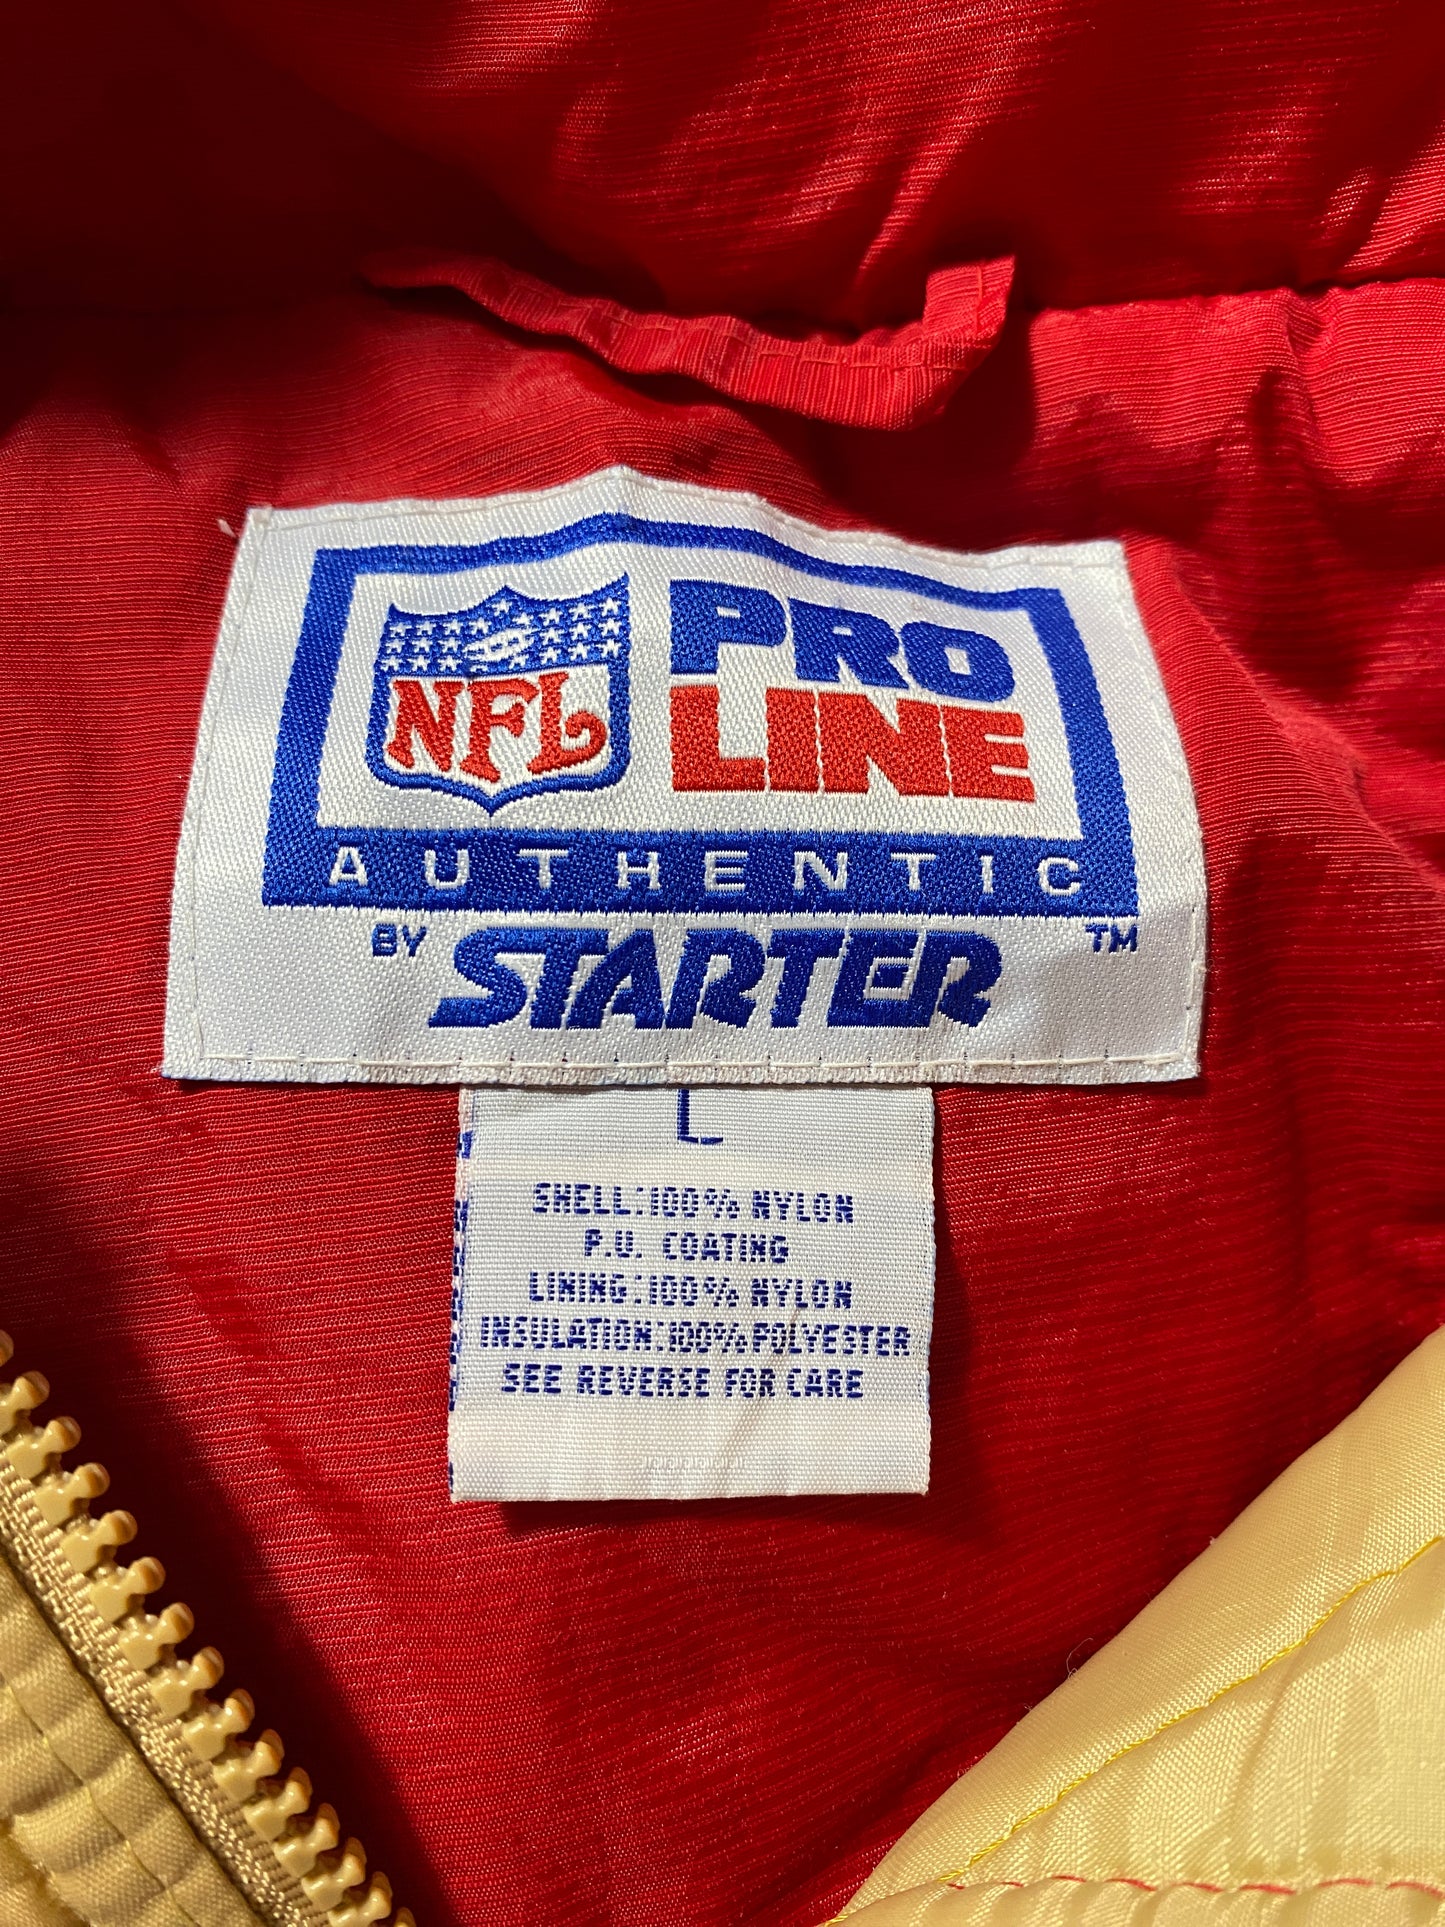 NFL
PRO
LINE
AUTHENTIC
BY STARTER ™
L
SHELL:100% NYLON
P.U. COATING
LINING:100% NYLON
INSULATION:100% POLYESTER
SEE REVERSE FOR CARE